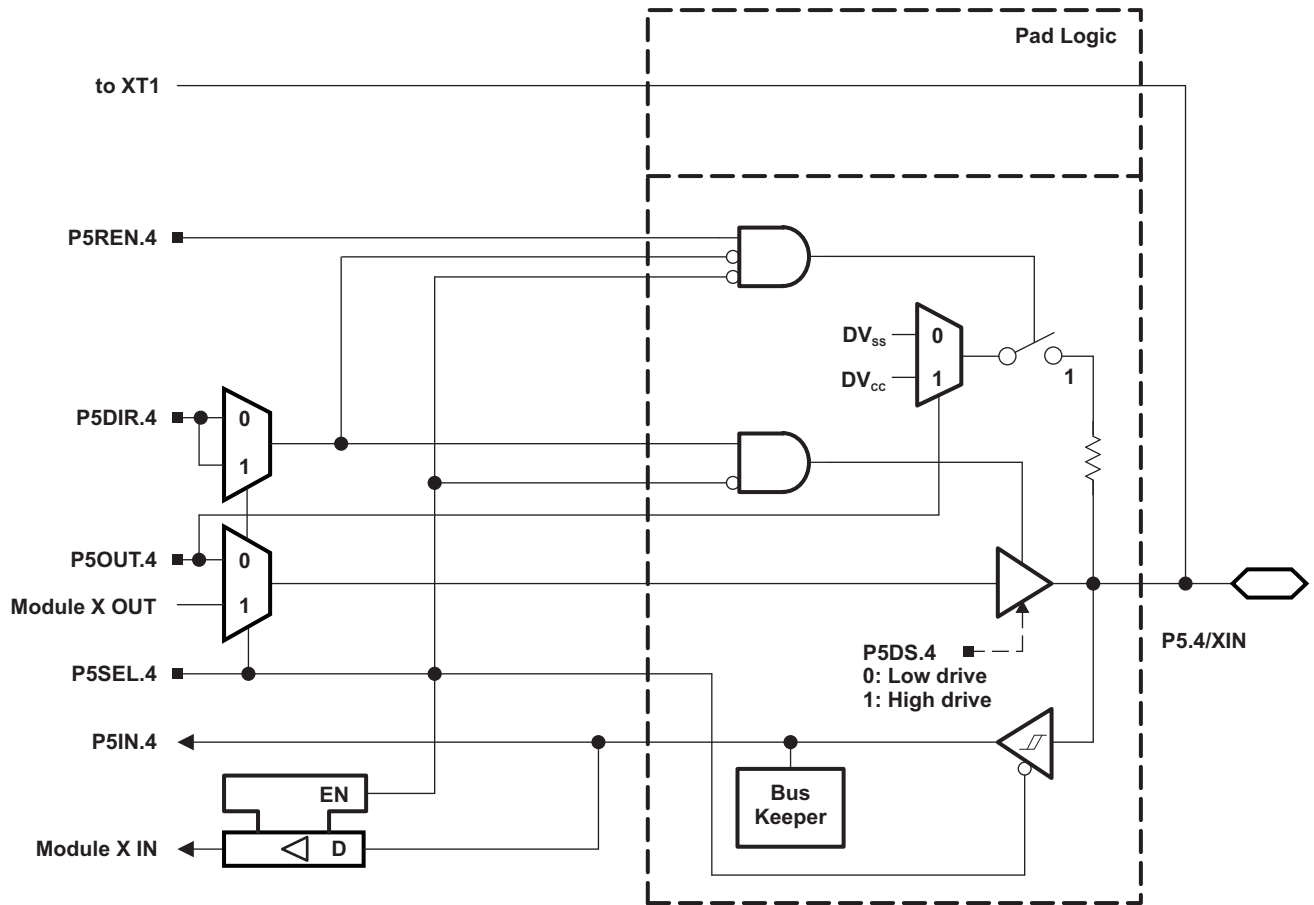 Pad Logic
to XT1
P5REN.4
DVSS
0
DVCC
1
1
P5DIR.4
0
1
P5OUT.4
0
Module X OUT
1
P5DS.4
0: Low drive
1: High drive
P5.4/XIN
P5SEL.4
P5IN.4
EN
Bus
Keeper
Module X IN
D